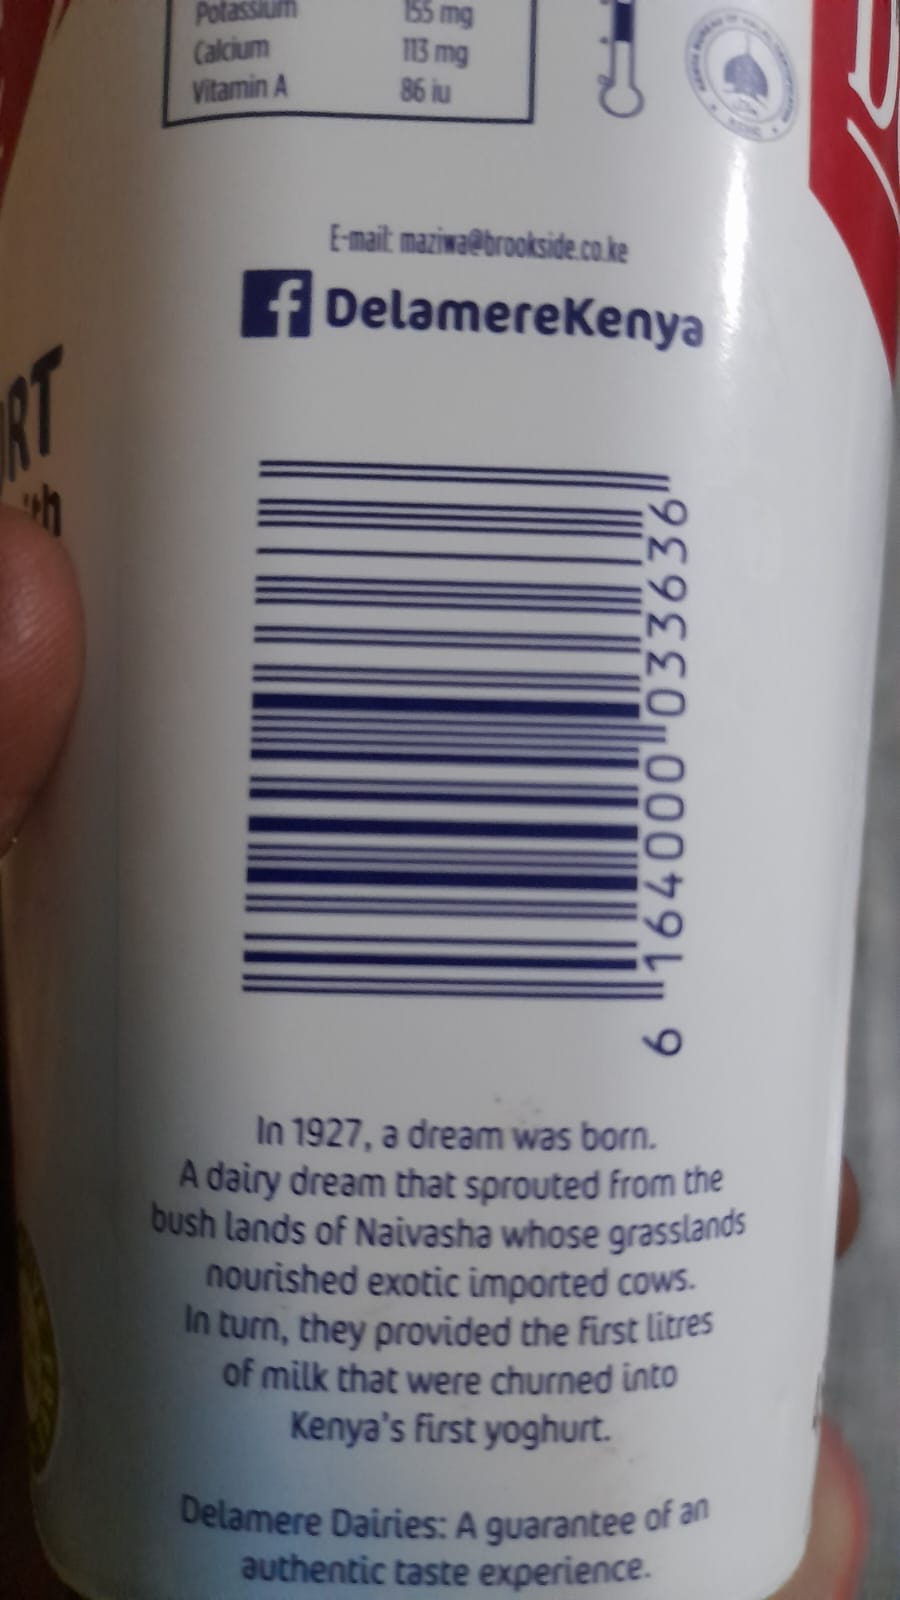 Potassium 155 mg
Calcium 113 mg
Vitamin A 86 iu
E-mail: maziwa@brookside.co.ke
DelamereKenya
6 164000 033636
In 1927, a dream was born.
A dairy dream that sprouted from the
bush lands of Naivasha whose grasslands
nourished exotic imported cows.
In turn, they provided the first litres
of milk that were churned into
Kenya's first yoghurt.
Delamere Dairies: A guarantee of an
authentic taste experience.